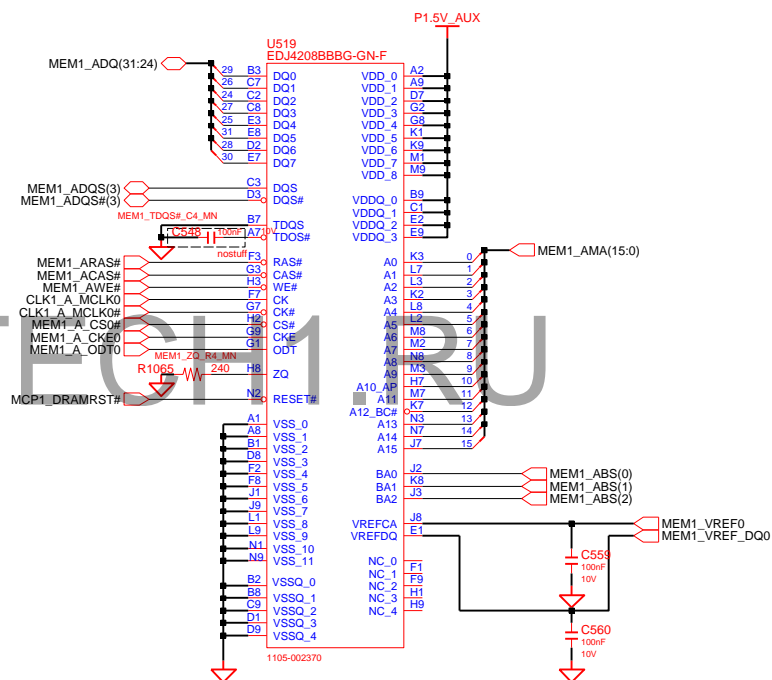 P1.5V_AUX
U519
EDJ4208BBBG-GN-F
MEM1_ADQ(31:24)
29 B3 DQ0 VDD_0 A2
26 C7 DQ1 VDD_1 A9
24 C2 DQ2 VDD_2 D7
27 C8 DQ3 VDD_3 G2
25 E3 DQ4 VDD_4 G8
31 E8 DQ5 VDD_5 K1
28 D2 DQ6 VDD_6 K9
30 E7 DQ7 VDD_7 M1
VDD_8 M9
MEM1_ADQS(3) C3 DQS
MEM1_ADQS#(3) D3 DQS#
VDDQ_0 B9
VDDQ_1 C1
VDDQ_2 E2
VDDQ_3 E9
MEM1_TDQS#_C4_MN
B7 TDQS
C548 100nF 10V A7 TDQS#
nostuff
MEM1_ARAS# F3 RAS# A0 K3 0 MEM1_AMA(15:0)
MEM1_ACAS# G3 CAS# A1 L7 1
MEM1_AWE# H3 WE# A2 L3 2
CLK1_A_MCLK0 F7 CK A3 K2 3
CLK1_A_MCLK0# G7 CK# A4 L8 4
MEM1_A_CS0# H2 CS# A5 L2 5
MEM1_A_CKE0 G9 CKE A6 M8 6
MEM1_A_ODT0 G1 ODT A7 M2 7
A8 N8 8
MEM1_ZQ_R4_MN
R1065 240 H8 ZQ A9 M3 9
A10_AP H7 10
MCP1_DRAMRST# N2 RESET# A11 M7 11
A12_BC# K7 12
A13 N3 13
A14 N7 14
A15 J7 15
TECH1.RU
A1 VSS_0
A8 VSS_1
B1 VSS_2
D8 VSS_3
F2 VSS_4
F8 VSS_5
J1 VSS_6
J9 VSS_7
L1 VSS_8
L9 VSS_9
N1 VSS_10
N9 VSS_11
BA0 J2 MEM1_ABS(0)
BA1 K8 MEM1_ABS(1)
BA2 J3 MEM1_ABS(2)
VREFCA J8 MEM1_VREF0
VREFDQ E1 MEM1_VREF_DQ0
C559
100nF
10V
B2 VSSQ_0
B8 VSSQ_1
C9 VSSQ_2
D1 VSSQ_3
D9 VSSQ_4
NC_0
NC_1 F1
NC_2 F9
NC_3 H1
NC_4 H9
C560
100nF
10V
1105-002370